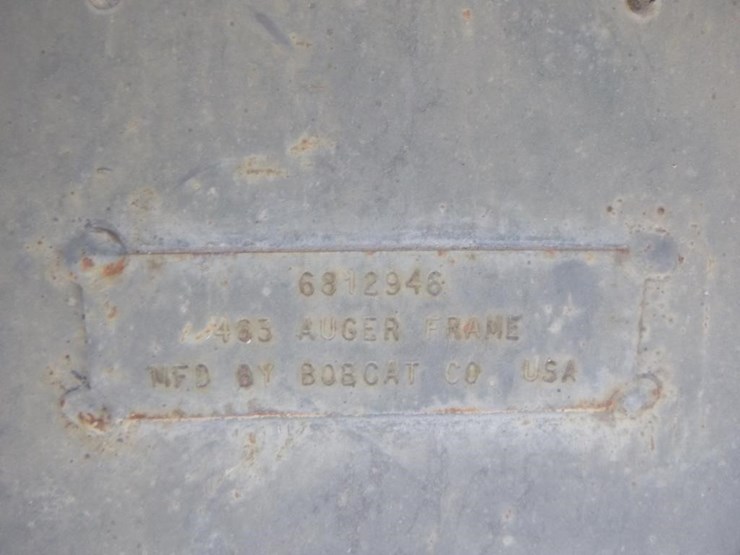 6812946
463 AUGER FRAME
MFD BY BOBCAT CO USA